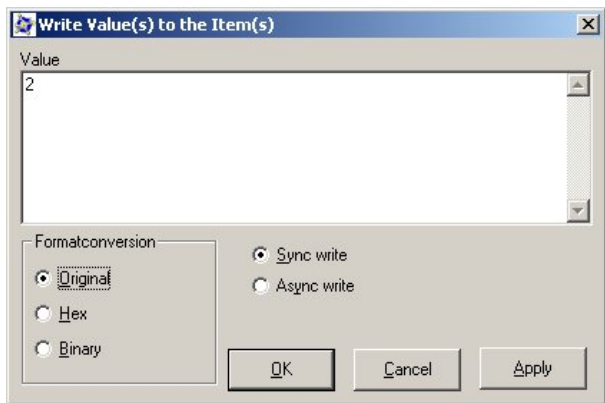 Write Value(s) to the Item(s)
Value
2
Formatconversion
Original
Hex
Binary
Sync write
Async write
OK
Cancel
Apply